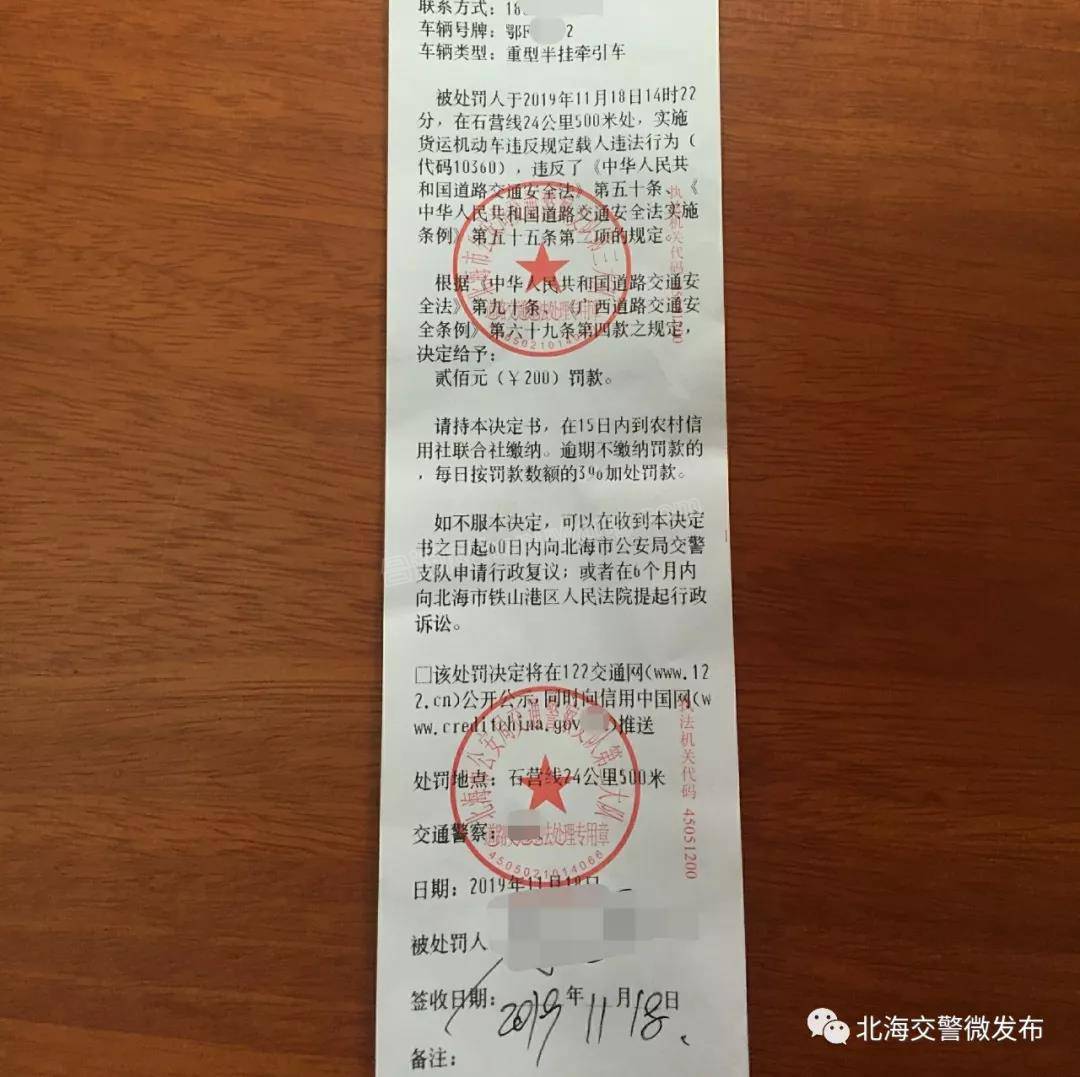 联系方式：18
车辆号牌：鄂F 2
车辆类型：重型半挂牵引车
被处罚人于2019年11月18日14时22
分，在石营线24公里500米处，实施
货运机动车违反规定载人违法行为（
代码10360），违反了《中华人民共
和国道路交通安全法》第五十条、《
中华人民共和国道路交通安全法实施
条例》第五十五条第二项的规定。
根据《中华人民共和国道路交通安
全法》第九十条、《广西道路交通安
全条例》第六十九条第四款之规定，
决定给予：
贰佰元（￥200）罚款。
请持本决定书，在15日内到农村信
用社联合社缴纳。逾期不缴纳罚款的
，每日按罚款数额的3%加处罚款。
如不服本决定，可以在收到本决定
书之日起60日内向北海市公安局交警
支队申请行政复议；或者在6个月内
向北海市铁山港区人民法院提起行政
诉讼。
□该处罚决定将在122交通网(www.12
2.cn)公开公示,同时向信用中国网(w
ww.creditchina.gov )推送
处罚地点：石营线24公里500米
交通警察：
日期：2019年11月18日
被处罚人
签收日期：2019年11月18日
备注：
执法机关代码 45051200
4505021014066
北海交警微发布